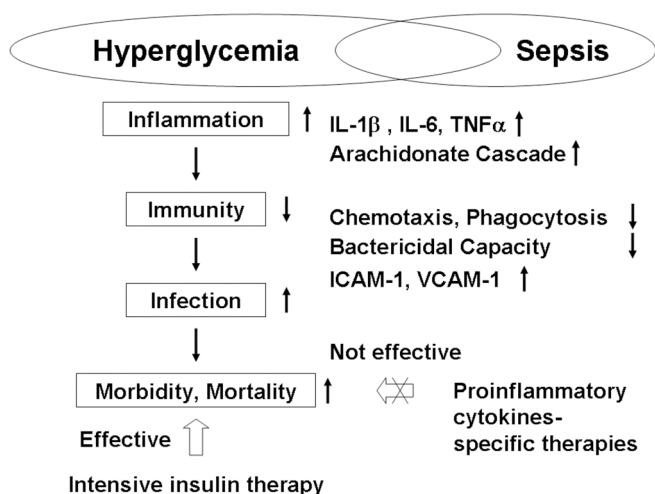 Hyperglycemia
Sepsis
Inflammation
IL-1β , IL-6, TNFα
Arachidonate Cascade
Immunity
Chemotaxis, Phagocytosis
Bactericidal Capacity
ICAM-1, VCAM-1
Infection
Not effective
Morbidity, Mortality
Proinflammatory
cytokines-
specific therapies
Effective
Intensive insulin therapy